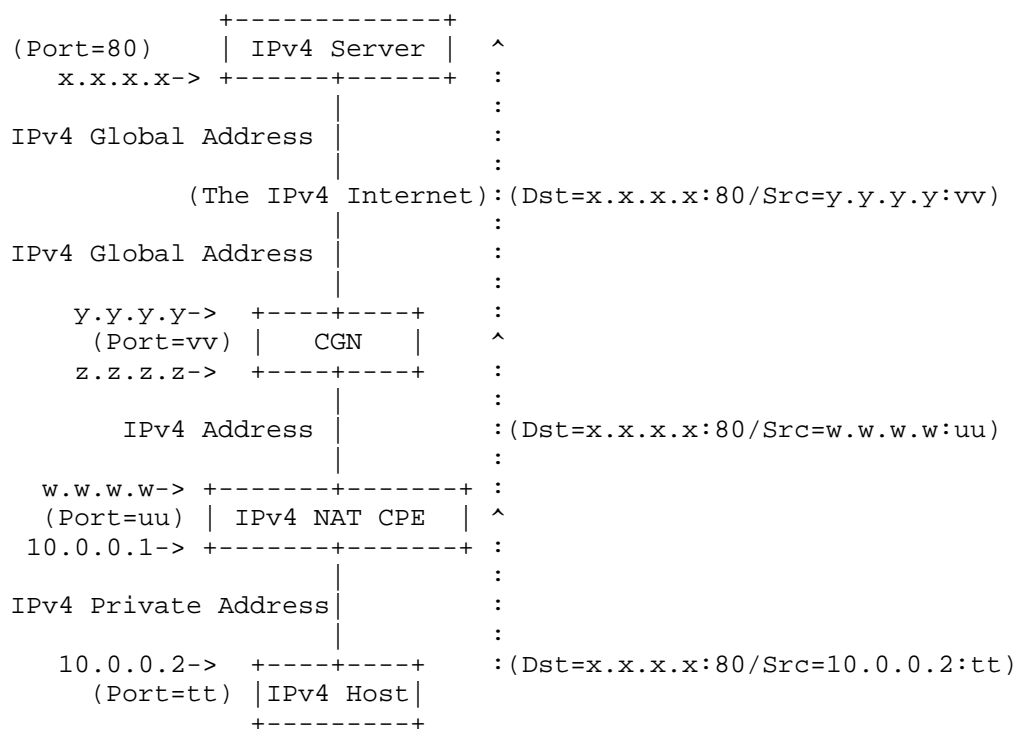 +-------------+
(Port=80)     | IPv4 Server |  ^
   x.x.x.x-> +------+------+  :
                     |         :
IPv4 Global Address |         :
                     |         :
           (The IPv4 Internet):(Dst=x.x.x.x:80/Src=y.y.y.y:vv)
                     |         :
IPv4 Global Address |         :
                     |         :
    y.y.y.y->  +----+----+    :
     (Port=vv) |   CGN   |    ^
    z.z.z.z->  +----+----+    :
                     |         :
       IPv4 Address |         :(Dst=x.x.x.x:80/Src=w.w.w.w:uu)
                     |         :
  w.w.w.w-> +-------+-------+ :
  (Port=uu) | IPv4 NAT CPE  | ^
 10.0.0.1-> +-------+-------+ :
                     |         :
IPv4 Private Address|         :
                     |         :
   10.0.0.2->  +----+----+    :(Dst=x.x.x.x:80/Src=10.0.0.2:tt)
     (Port=tt) |IPv4 Host|
               +---------+